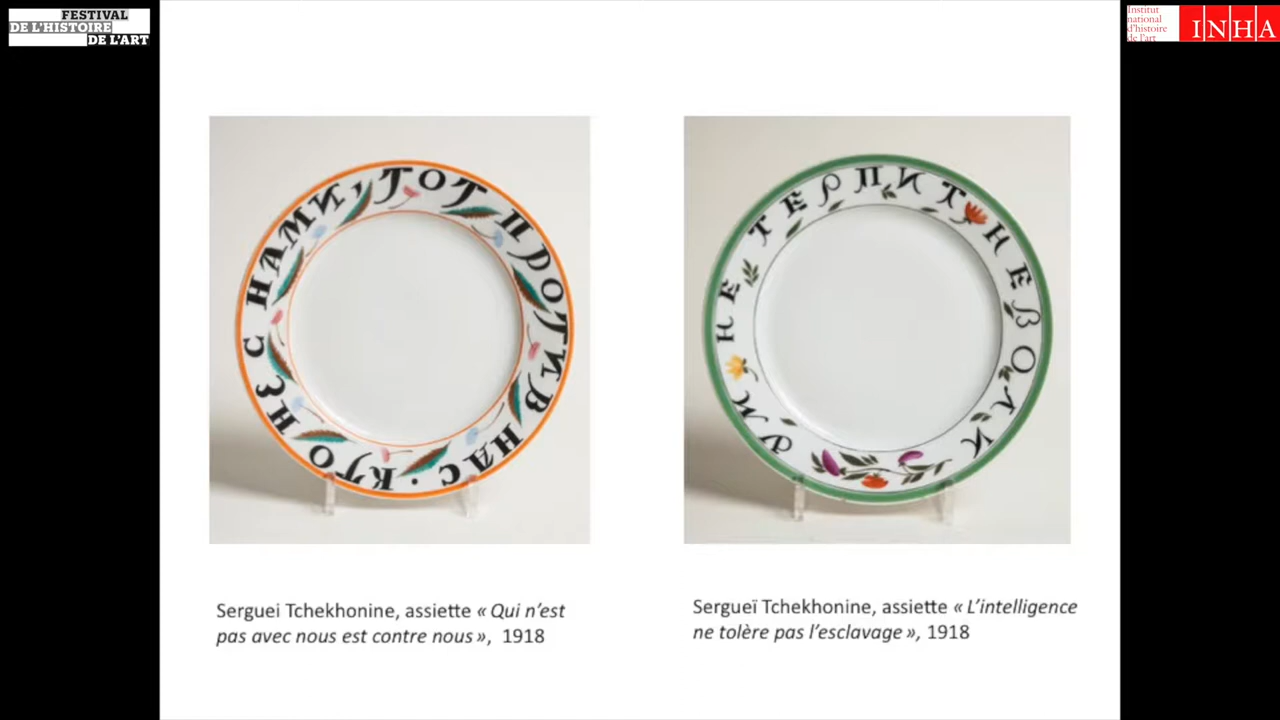 FESTIVAL
DE L'HISTOIRE
DE L'ART
Institut
national
d'histoire
de l'art
INHA
КТО НЕ С НАМИ, ТОТ ПРОТИВ НАС ·
УМ НЕ ТЕРПИТ НЕВОЛИ
Serguei Tchekhonine, assiette « Qui n'est
pas avec nous est contre nous », 1918
Sergueï Tchekhonine, assiette « L'intelligence
ne tolère pas l'esclavage », 1918